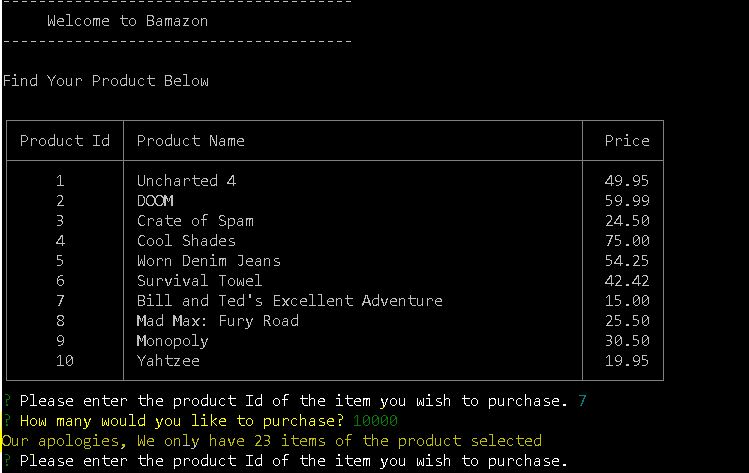 ---------------------------------------
Welcome to Bamazon
---------------------------------------
Find Your Product Below
Product Id Product Name Price
1 Uncharted 4 49.95
2 DOOM 59.99
3 Crate of Spam 24.50
4 Cool Shades 75.00
5 Worn Denim Jeans 54.25
6 Survival Towel 42.42
7 Bill and Ted's Excellent Adventure 15.00
8 Mad Max: Fury Road 25.50
9 Monopoly 30.50
10 Yahtzee 19.95
? Please enter the product Id of the item you wish to purchase. 7
? How many would you like to purchase? 10000
Our apologies, We only have 23 items of the product selected
? Please enter the product Id of the item you wish to purchase.